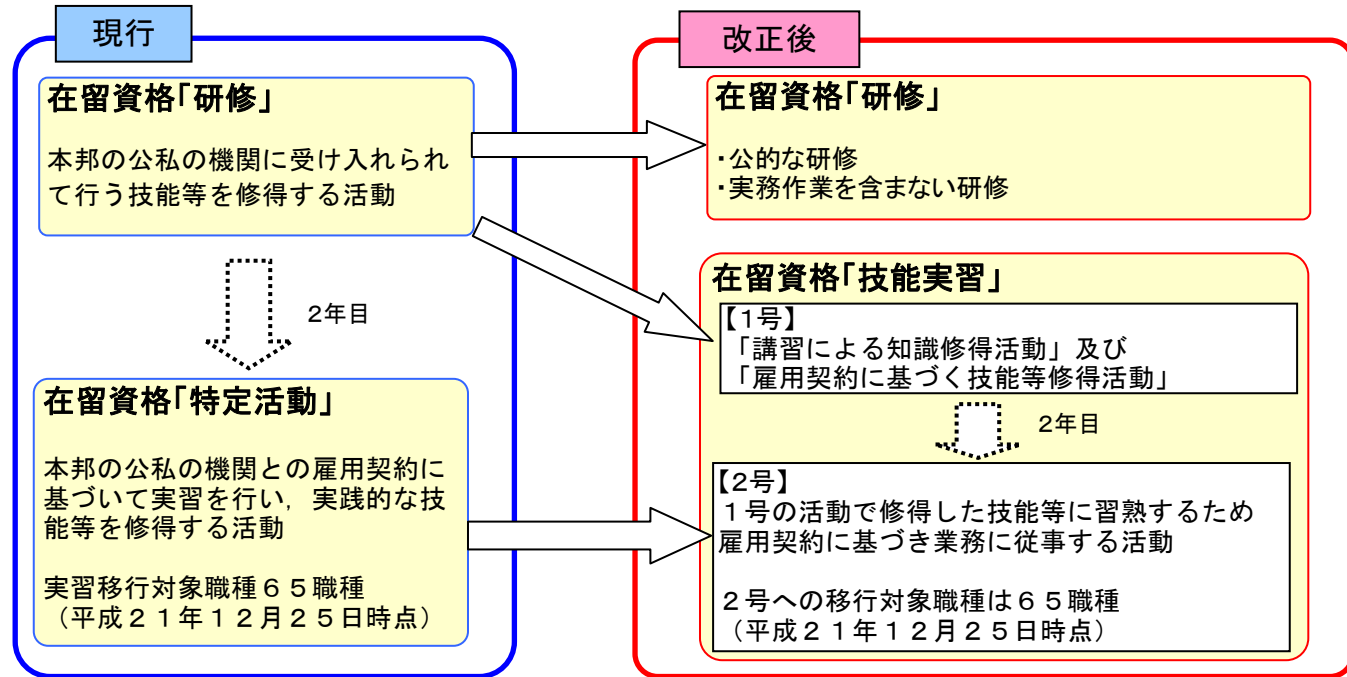 現行
在留資格「研修」
本邦の公私の機関に受け入れられ
て行う技能等を修得する活動
2年目
在留資格「特定活動」
本邦の公私の機関との雇用契約に
基づいて実習を行い，実践的な技
能等を修得する活動
実習移行対象職種６５職種
（平成２１年１２月２５日時点）
改正後
在留資格「研修」
・公的な研修
・実務作業を含まない研修
在留資格「技能実習」
【1号】
「講習による知識修得活動」及び
「雇用契約に基づく技能等修得活動」
2年目
【2号】
１号の活動で修得した技能等に習熟するため
雇用契約に基づき業務に従事する活動
２号への移行対象職種は６５職種
（平成２１年１２月２５日時点）